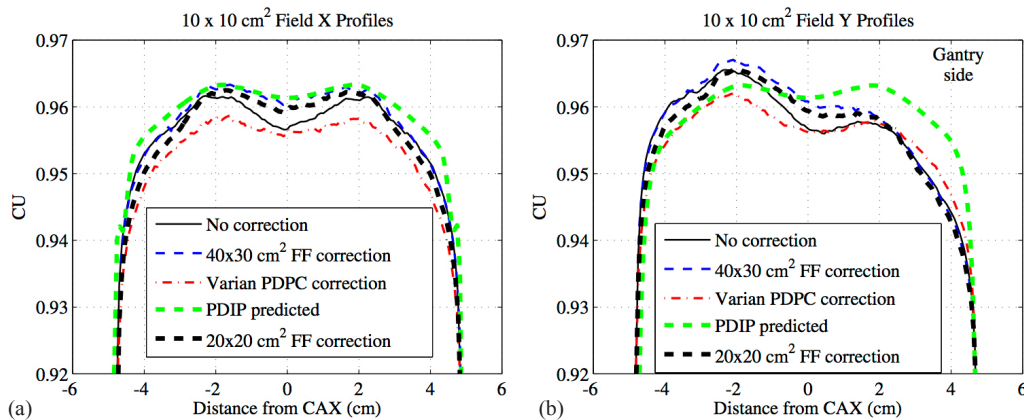 10 x 10 cm² Field X Profiles
0.97
0.96
0.95
0.94
0.93
0.92
CU
No correction
40x30 cm² FF correction
Varian PDPC correction
PDIP predicted
20x20 cm² FF correction
-6 -4 -2 0 2 4 6
Distance from CAX (cm)
(a)
10 x 10 cm² Field Y Profiles
0.97
0.96
0.95
0.94
0.93
0.92
CU
Gantry
side
No correction
40x30 cm² FF correction
Varian PDPC correction
PDIP predicted
20x20 cm² FF correction
-6 -4 -2 0 2 4 6
Distance from CAX (cm)
(b)